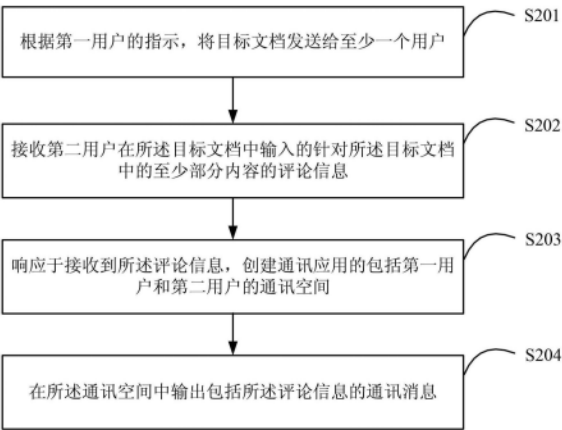 S201
根据第一用户的指示，将目标文档发送给至少一个用户
S202
接收第二用户在所述目标文档中输入的针对所述目标文档
中的至少部分内容的评论信息
S203
响应于接收到所述评论信息，创建通讯应用的包括第一用
户和第二用户的通讯空间
S204
在所述通讯空间中输出包括所述评论信息的通讯消息